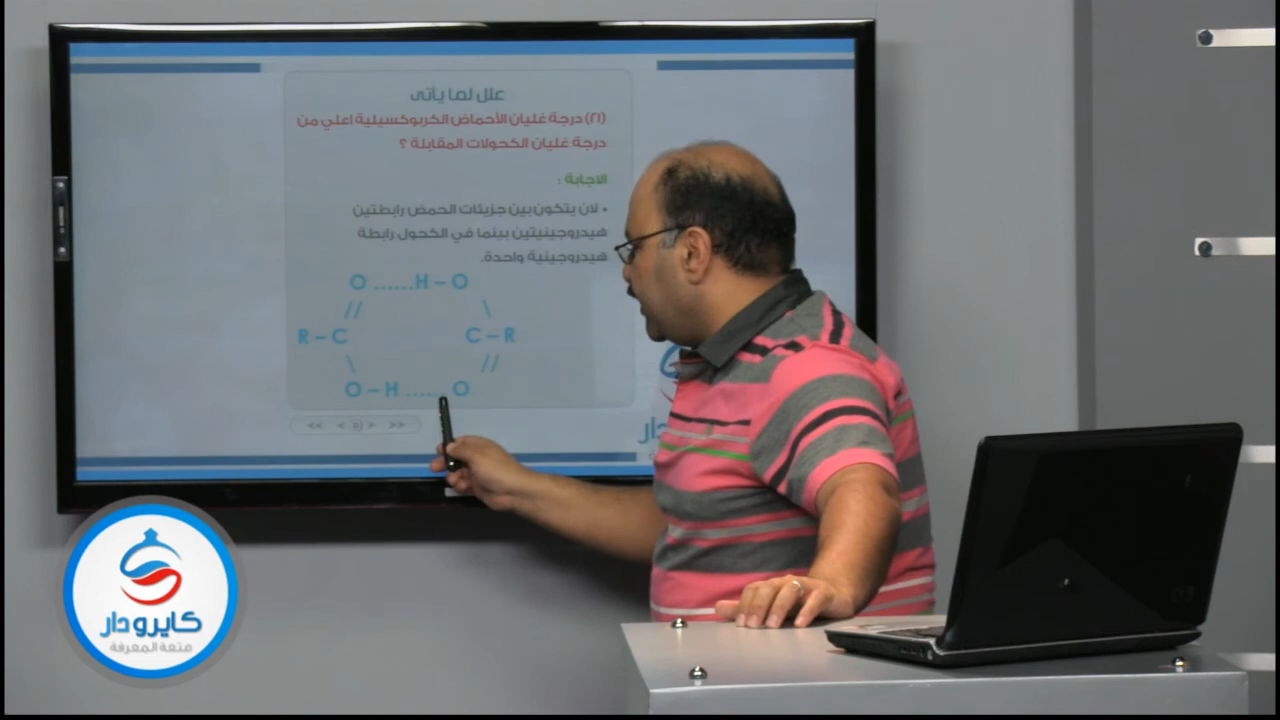 علل لما يأتى
(٢١) درجة غليان الأحماض الكربوكسيلية اعلي من
درجة غليان الكحولات المقابلة ؟
الاجابة :
• لان يتكون بين جزيئات الحمض رابطتين
هيدروجينيتين بينما في الكحول رابطة
هيدروجينية واحدة.
O ......H – O
// \
R – C C – R
\ //
O – H ...... O
<< < > >>
دار
كايرودار
متعة المعرفة